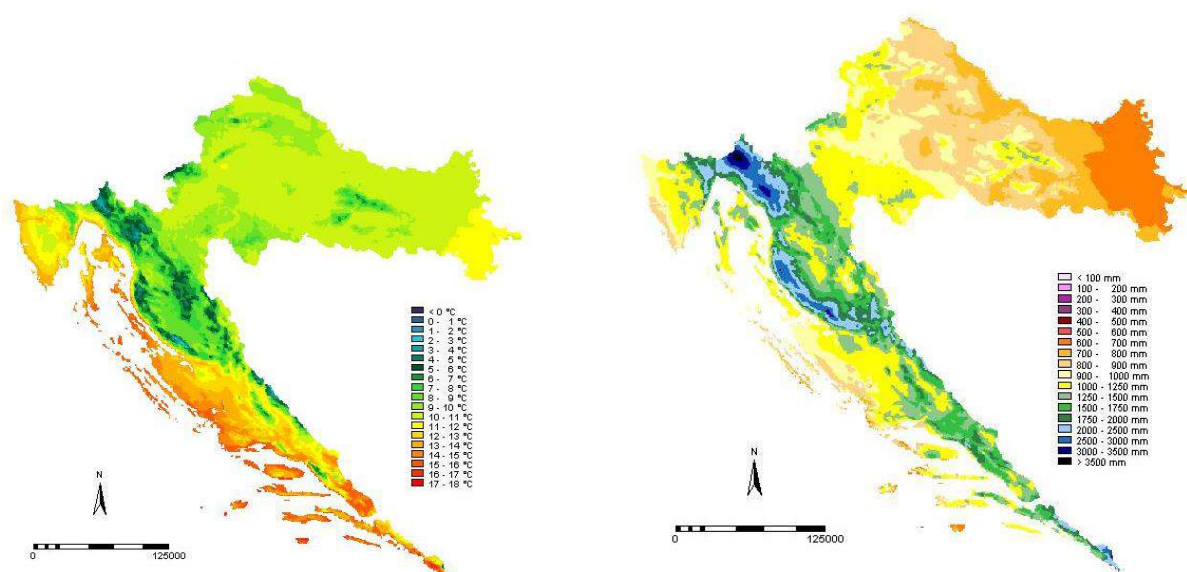 < 0 °C
0 - 1 °C
1 - 2 °C
2 - 3 °C
3 - 4 °C
4 - 5 °C
5 - 6 °C
6 - 7 °C
7 - 8 °C
8 - 9 °C
9 - 10 °C
10 - 11 °C
11 - 12 °C
12 - 13 °C
13 - 14 °C
14 - 15 °C
15 - 16 °C
16 - 17 °C
17 - 18 °C
N
0 125000
< 100 mm
100 - 200 mm
200 - 300 mm
300 - 400 mm
400 - 500 mm
500 - 600 mm
600 - 700 mm
700 - 800 mm
800 - 900 mm
900 - 1000 mm
1000 - 1250 mm
1250 - 1500 mm
1500 - 1750 mm
1750 - 2000 mm
2000 - 2500 mm
2500 - 3000 mm
3000 - 3500 mm
> 3500 mm
N
0 125000